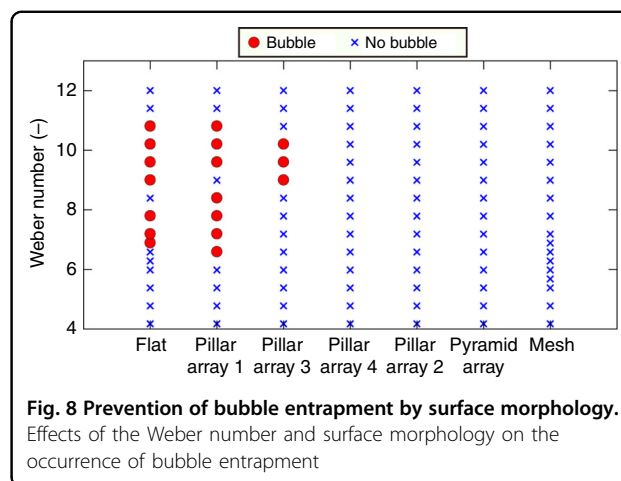 Bubble × No bubble
12
10
8
6
4
Weber number (–)
Flat Pillar Pillar Pillar Pillar Pyramid Mesh
array 1 array 3 array 4 array 2 array
Fig. 8 Prevention of bubble entrapment by surface morphology.
Effects of the Weber number and surface morphology on the
occurrence of bubble entrapment